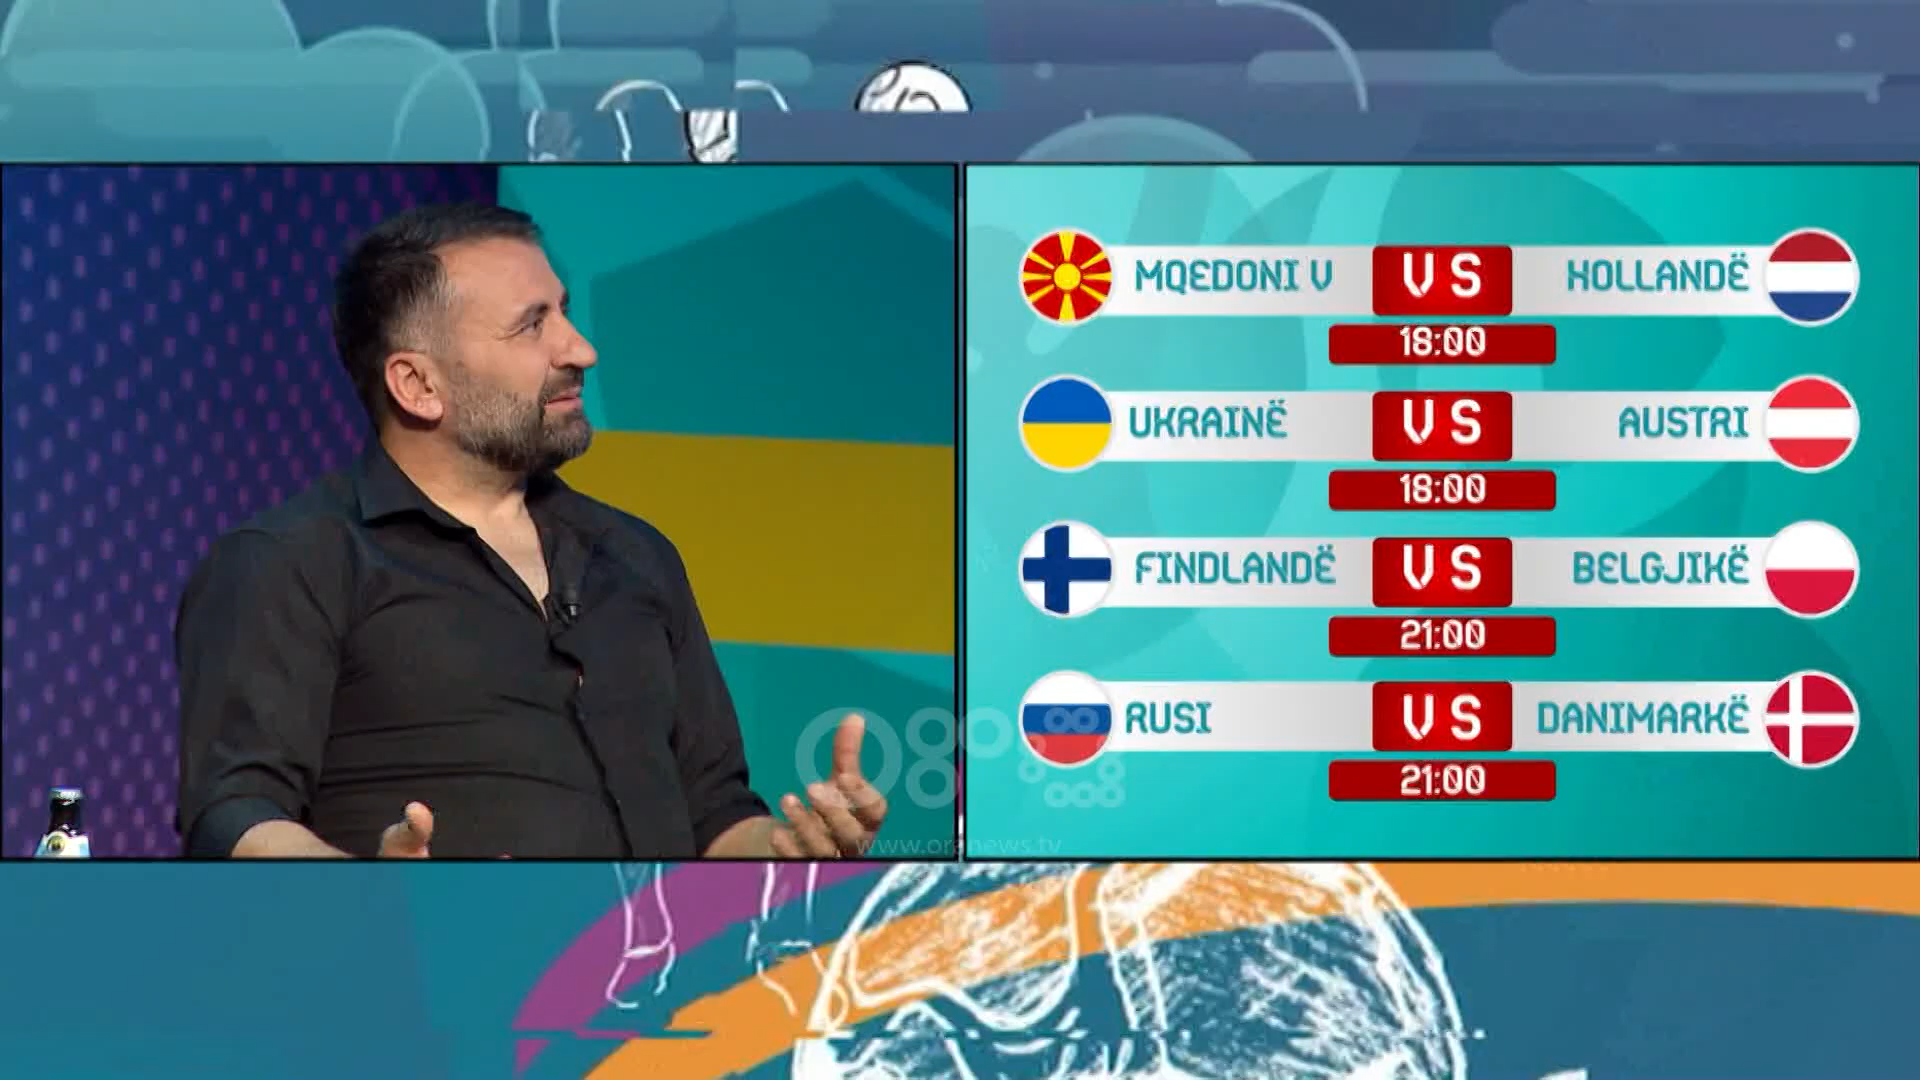 MQEDONI V VS HOLLANDË
18:00
UKRAINË VS AUSTRI
18:00
FINDLANDË VS BELGJIKË
21:00
RUSI VS DANIMARKË
21:00
www.oranews.tv